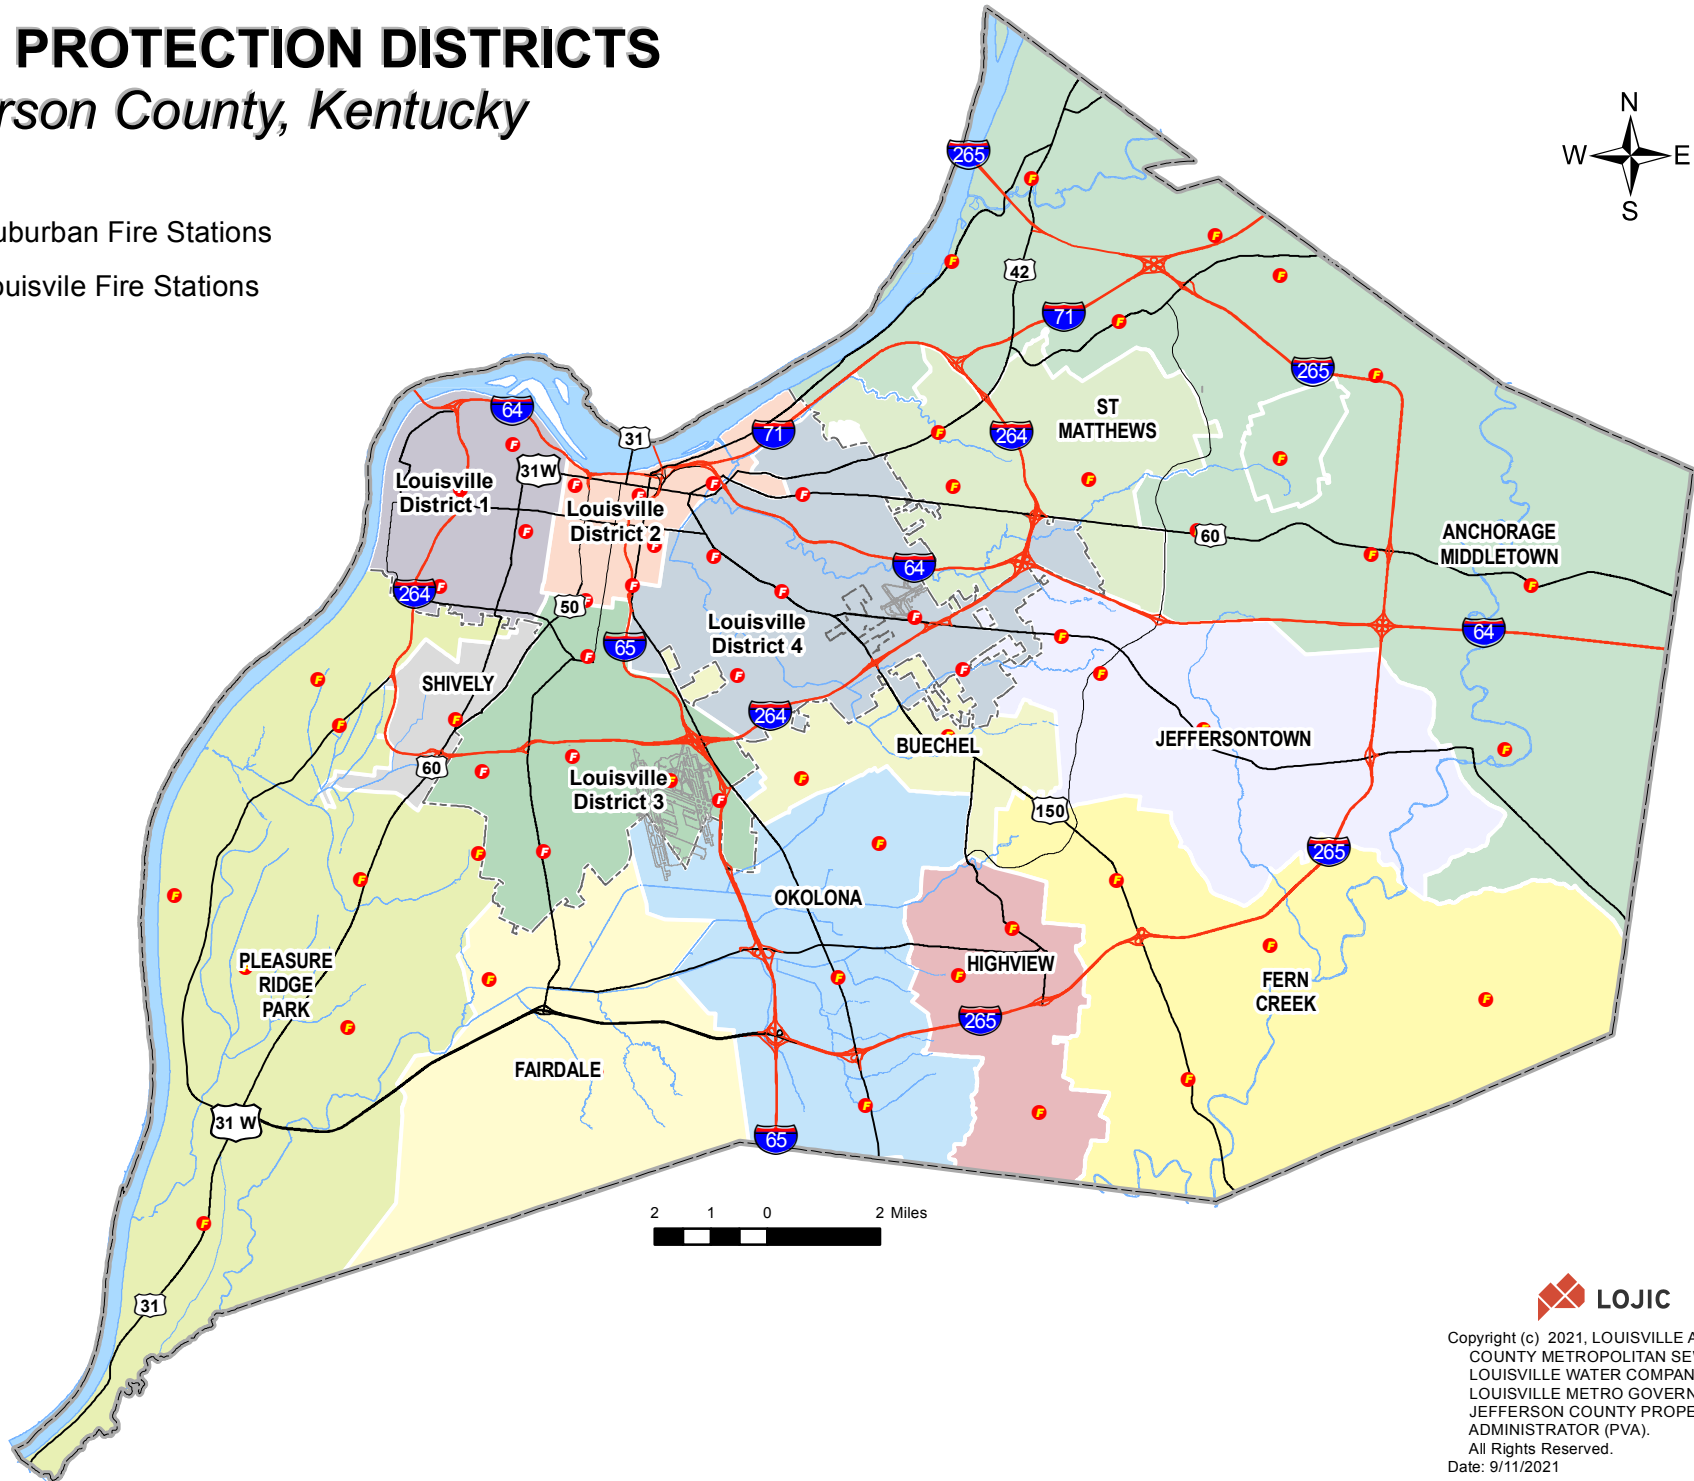 PROTECTION DISTRICTS
rson County, Kentucky
uburban Fire Stations
ouisvile Fire Stations
N
W E
S
265
42
71
265
64
31
71
264
ST
MATTHEWS
31W
Louisville
District 1
Louisville
District 2
60
ANCHORAGE
MIDDLETOWN
264
50
64
65
Louisville
District 4
64
SHIVELY
264
BUECHEL
JEFFERSONTOWN
60
Louisville
District 3
150
265
OKOLONA
PLEASURE
RIDGE
PARK
HIGHVIEW
FERN
CREEK
265
FAIRDALE
31 W
65
2 1 0 2 Miles
31
LOJIC
Copyright (c) 2021, LOUISVILLE A
COUNTY METROPOLITAN SE
LOUISVILLE WATER COMPAN
LOUISVILLE METRO GOVERN
JEFFERSON COUNTY PROPE
ADMINISTRATOR (PVA).
All Rights Reserved.
Date: 9/11/2021